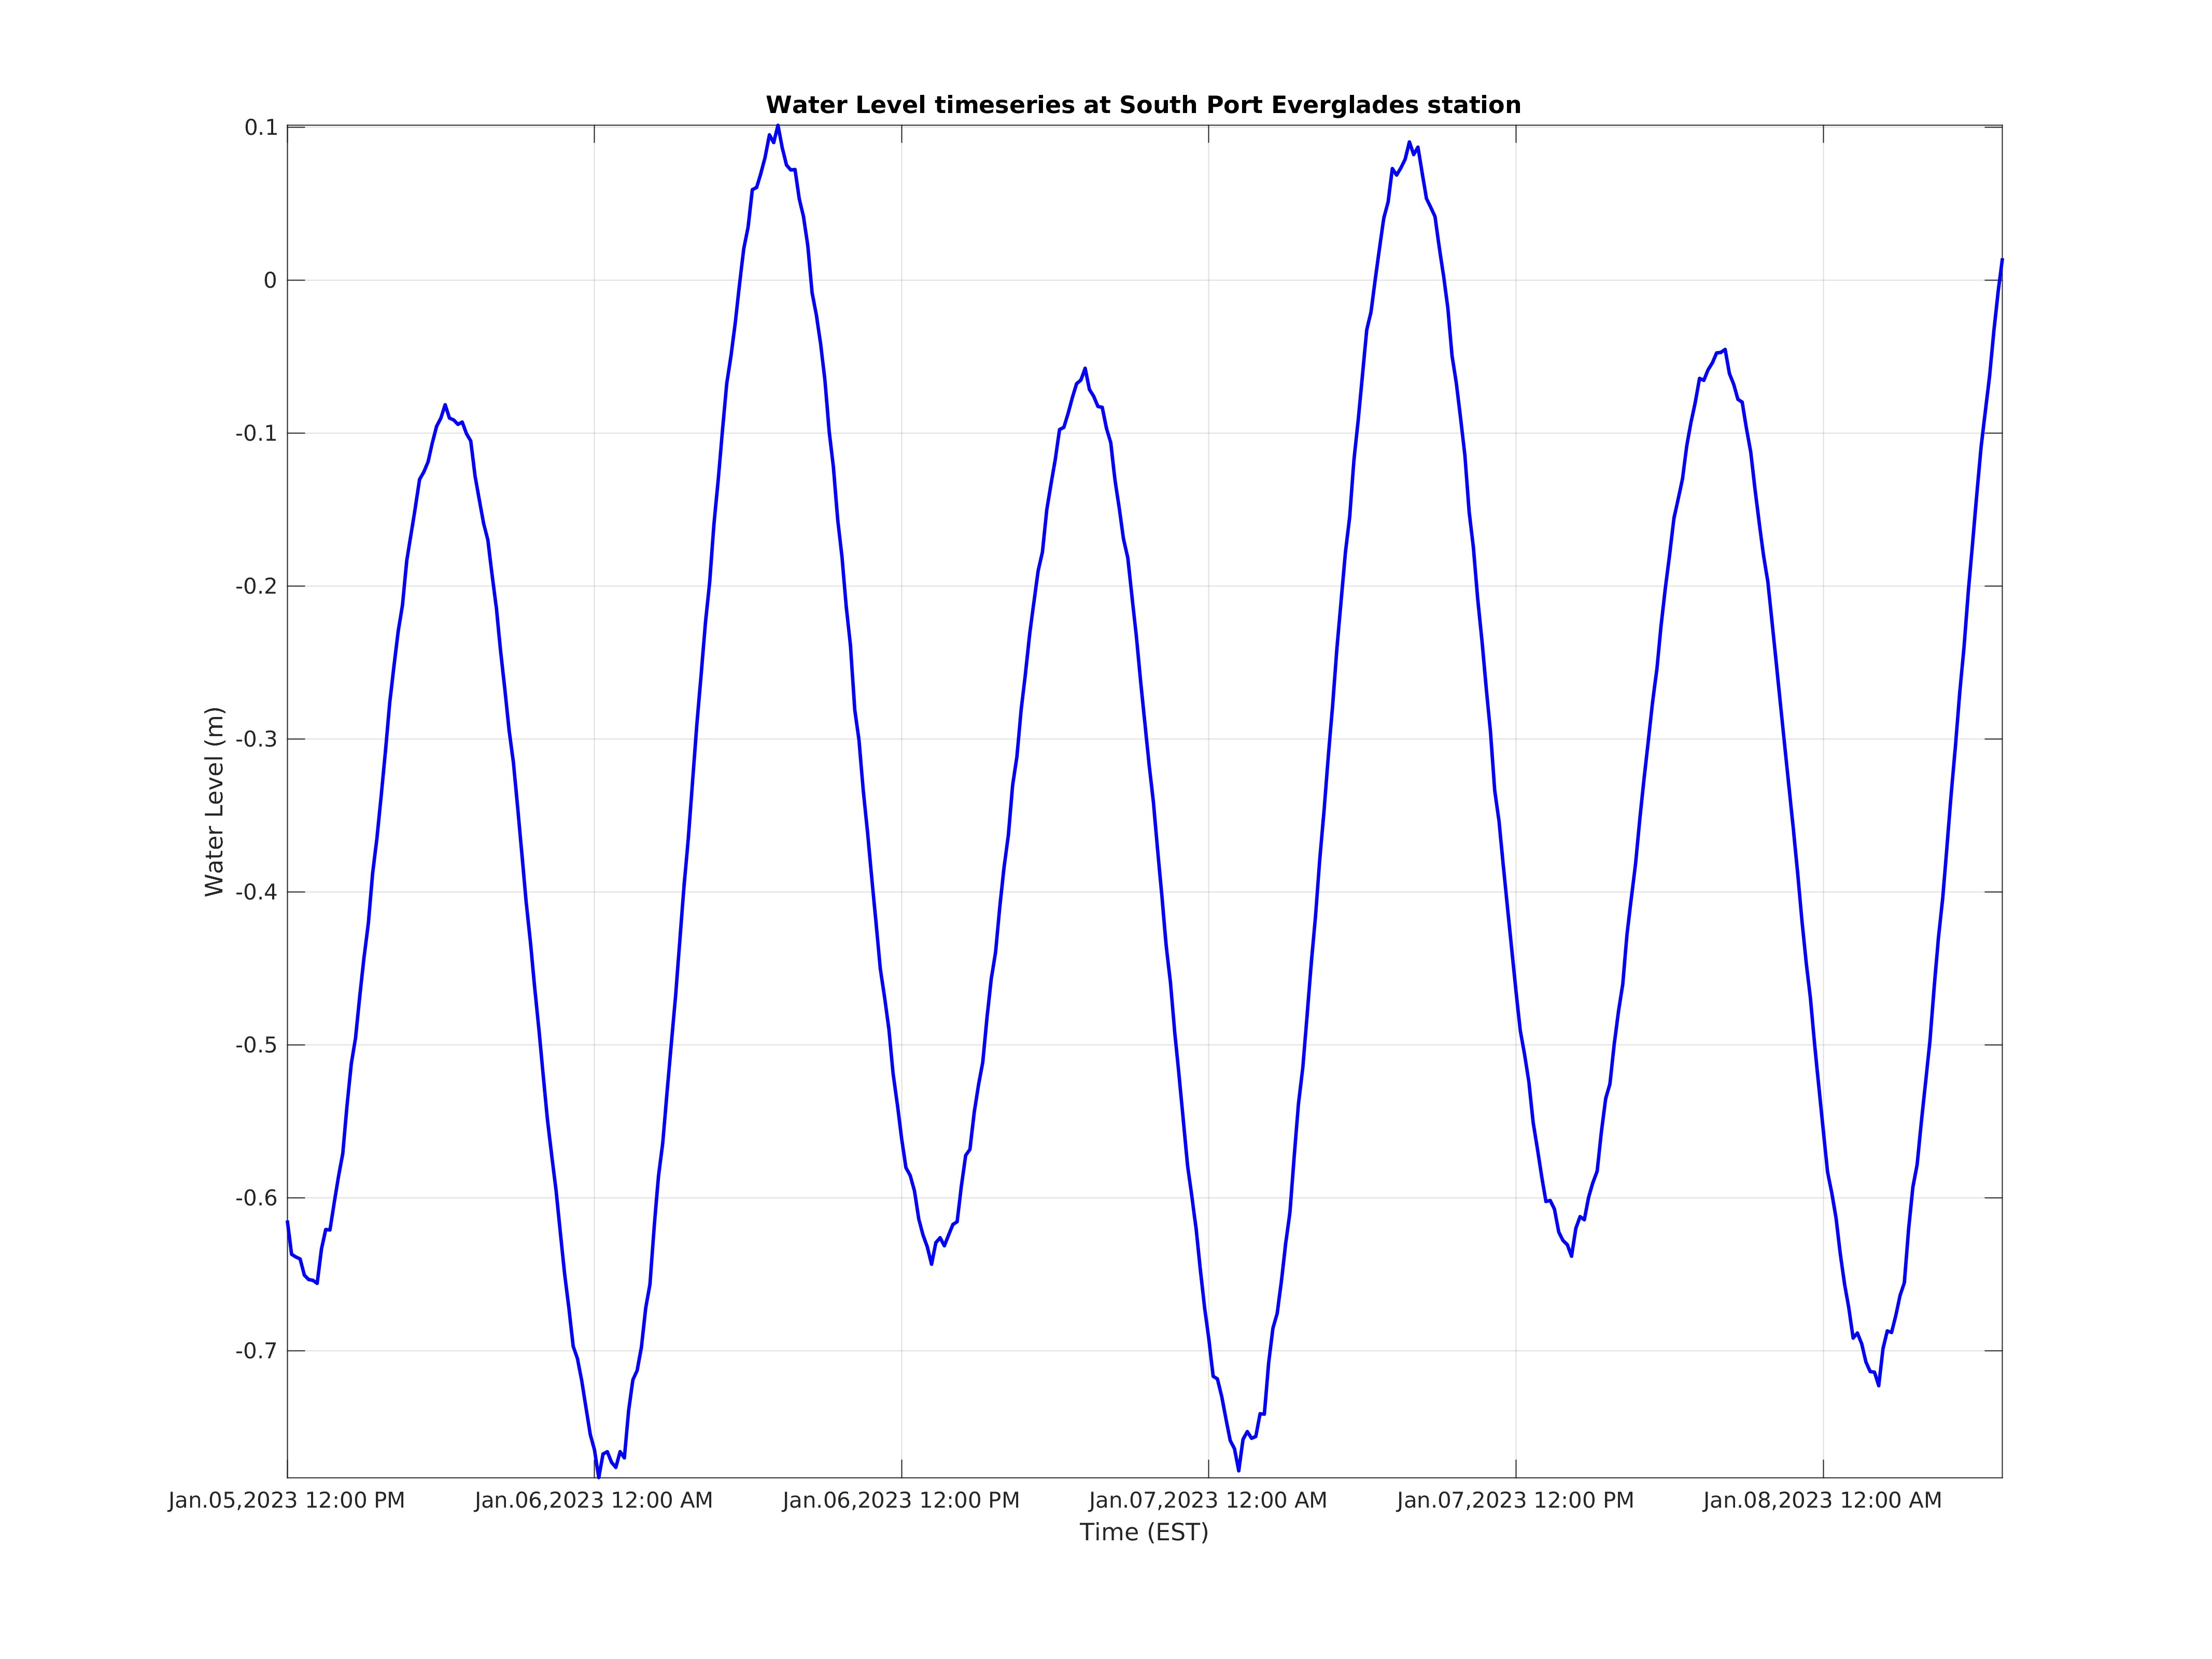 Water Level timeseries at South Port Everglades station
0.1
0
-0.1
-0.2
-0.3
-0.4
-0.5
-0.6
-0.7
Water Level (m)
Jan.05,2023 12:00 PM
Jan.06,2023 12:00 AM
Jan.06,2023 12:00 PM
Jan.07,2023 12:00 AM
Jan.07,2023 12:00 PM
Jan.08,2023 12:00 AM
Time (EST)